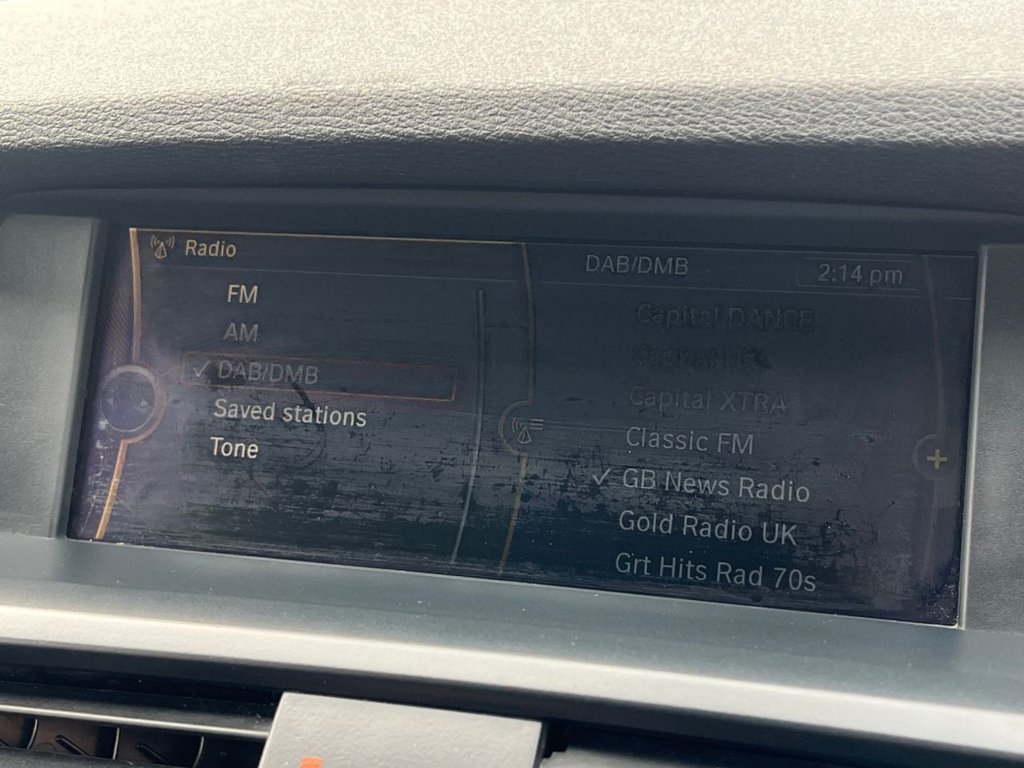 Radio
FM
AM
✓ DAB/DMB
Saved stations
Tone
DAB/DMB
2:14 pm
Capital DANCE
Capital
Capital XTRA
Classic FM
✓ GB News Radio
Gold Radio UK
Grt Hits Rad 70s
+